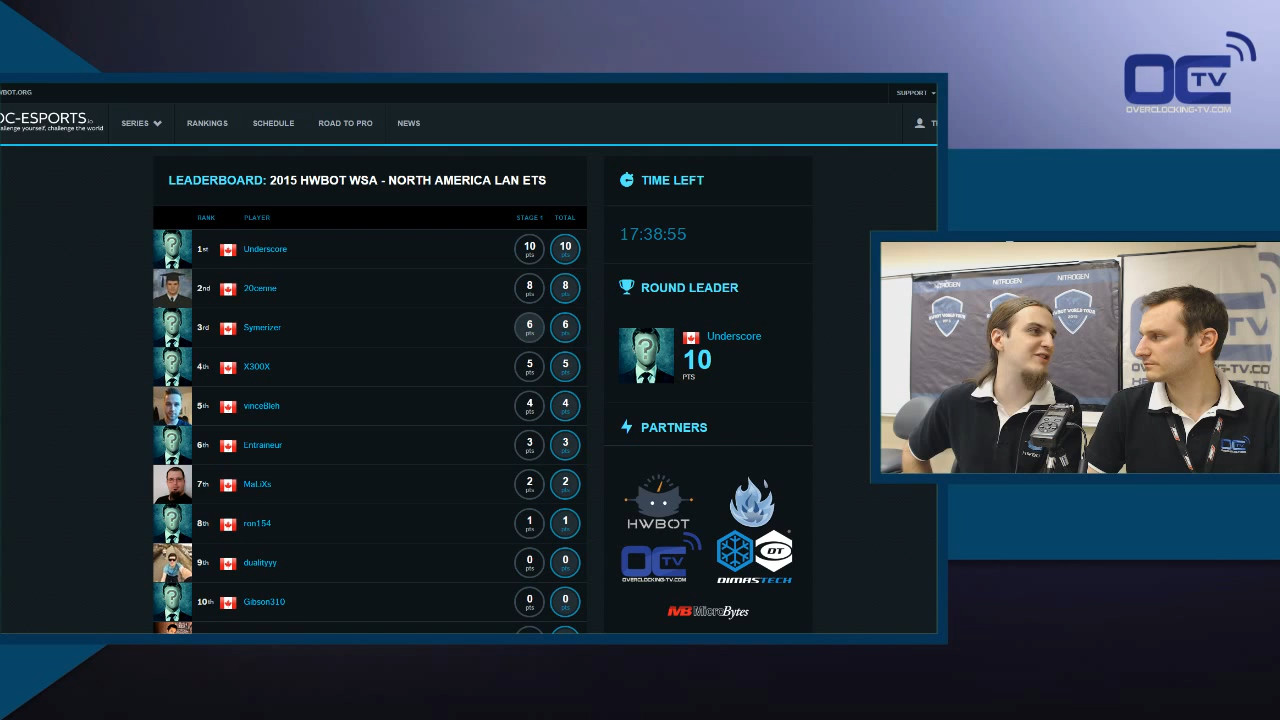 OC TV
OVERCLOCKING-TV.COM
SUPPORT
OC-ESPORTS.io
SERIES
RANKINGS
SCHEDULE
ROAD TO PRO
NEWS
LEADERBOARD: 2015 HWBOT WSA - NORTH AMERICA LAN ETS
RANK PLAYER STAGE 1 TOTAL
1st Underscore 10 pts 10 pts
2nd 20cenne 8 pts 8 pts
3rd Symerizer 6 pts 6 pts
4th X300X 5 pts 5 pts
5th vinceBleh 4 pts 4 pts
6th Entraineur 3 pts 3 pts
7th MaLiXs 2 pts 2 pts
8th ron154 1 pts 1 pts
9th dualityyy 0 pts 0 pts
10th Gibson310 0 pts 0 pts
TIME LEFT
17:38:55
ROUND LEADER
Underscore
10
PTS
PARTNERS
HWBOT
OC TV
OVERCLOCKING-TV.COM
OT
DIMASTECH
MB MicroBytes
NITROGEN
NITROGEN
NITROGEN
HWBOT WORLD TOUR
TV